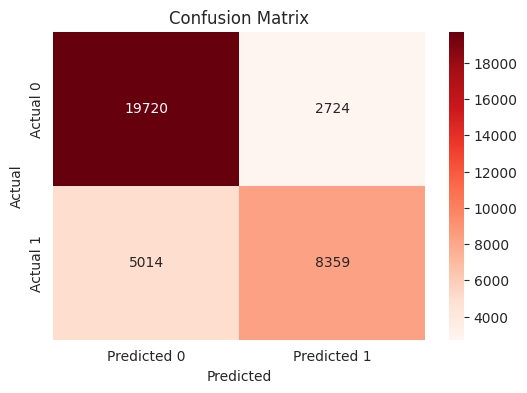 Confusion Matrix
Actual
Actual 0
19720
2724
Actual 1
5014
8359
Predicted 0
Predicted 1
Predicted
18000
16000
14000
12000
10000
8000
6000
4000